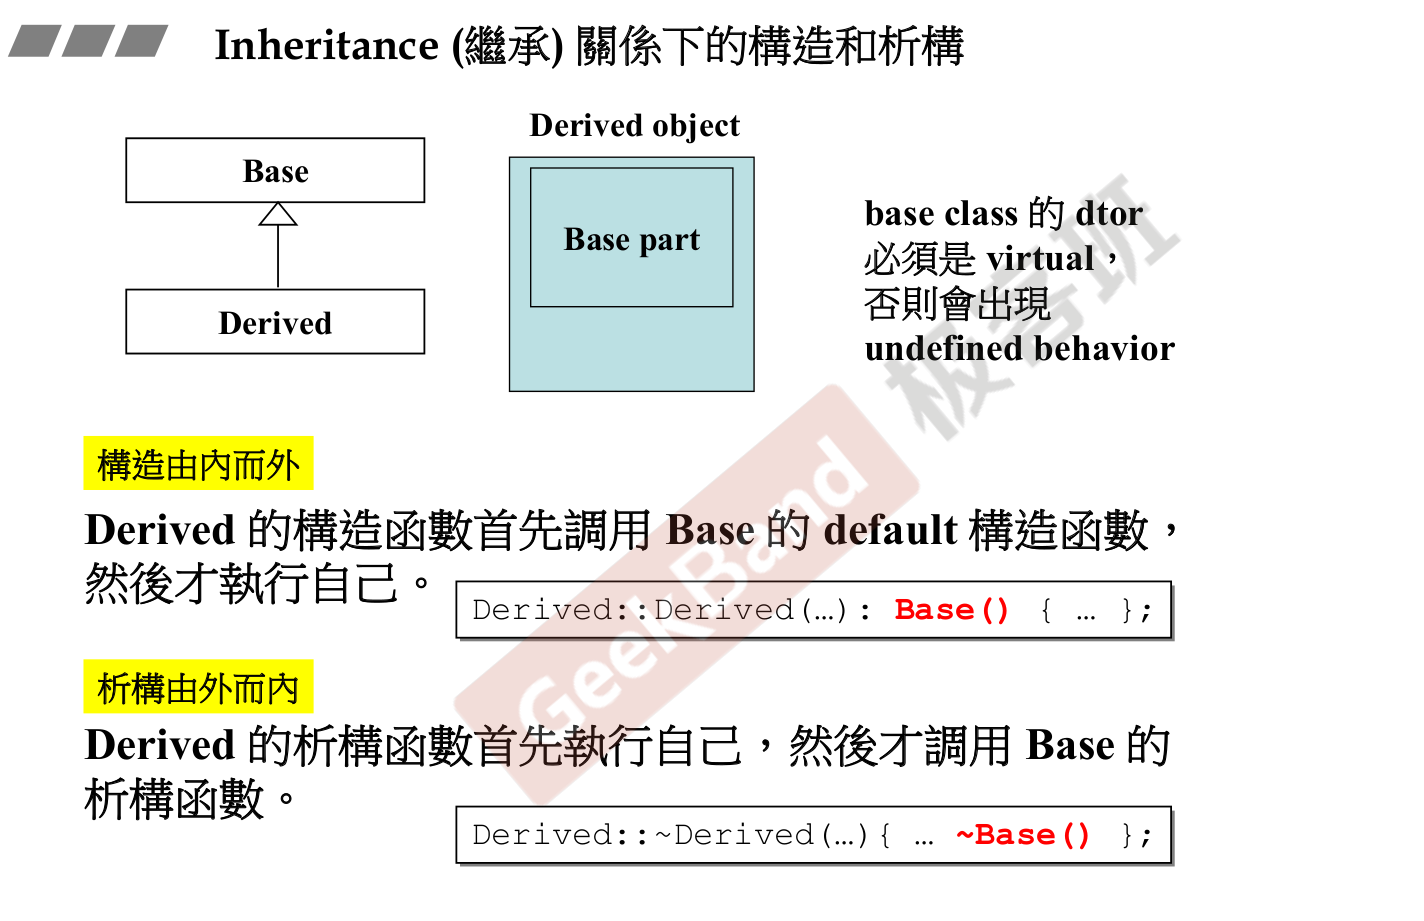 Inheritance (繼承) 關係下的構造和析構
Derived object
Base
Base part
Derived
base class 的 dtor
必須是 virtual，
否則會出現
undefined behavior
構造由內而外
Derived 的構造函數首先調用 Base 的 default 構造函數，
然後才執行自己。
Derived::Derived(…): Base() { … };
析構由外而內
Derived 的析構函數首先執行自己，然後才調用 Base 的
析構函數。
Derived::~Derived(…){ … ~Base() };
GeekBand 极客班